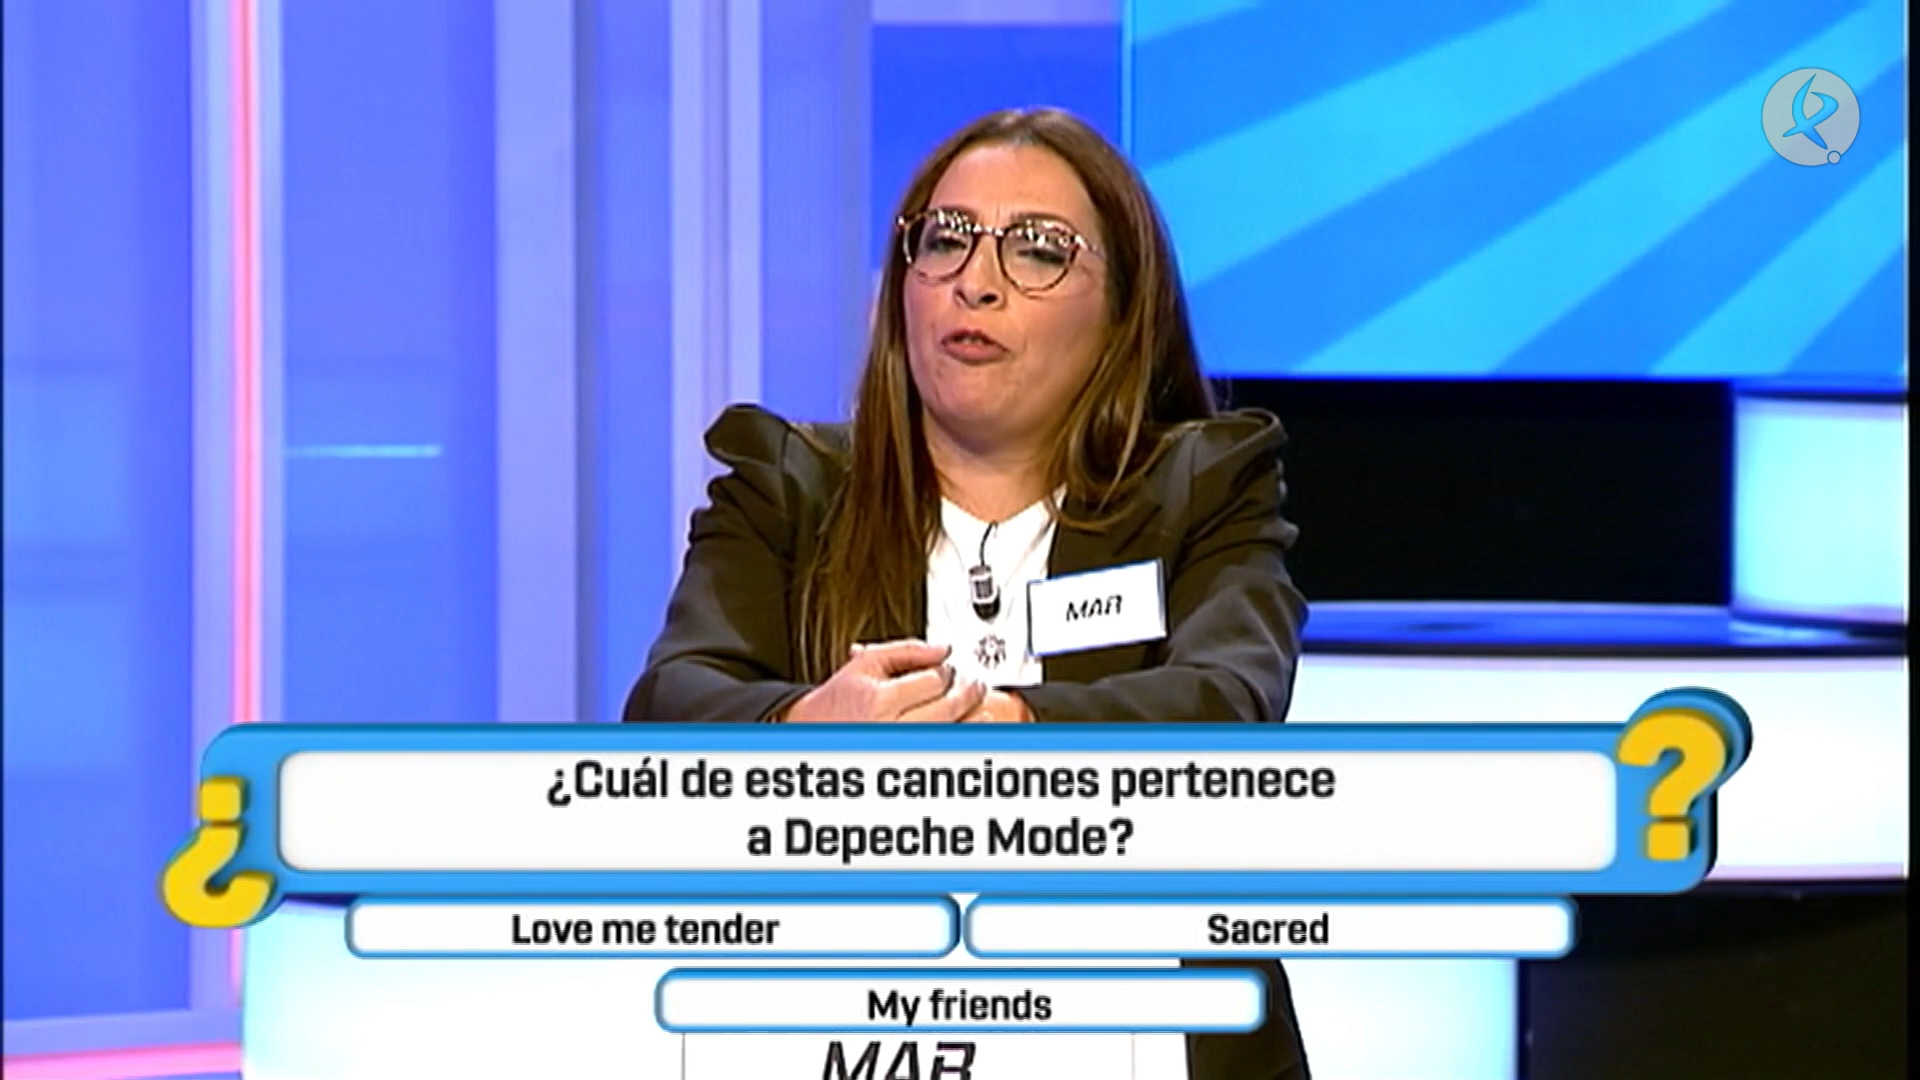 MAR
¿Cuál de estas canciones pertenece
a Depeche Mode?
Love me tender
Sacred
My friends
MAR